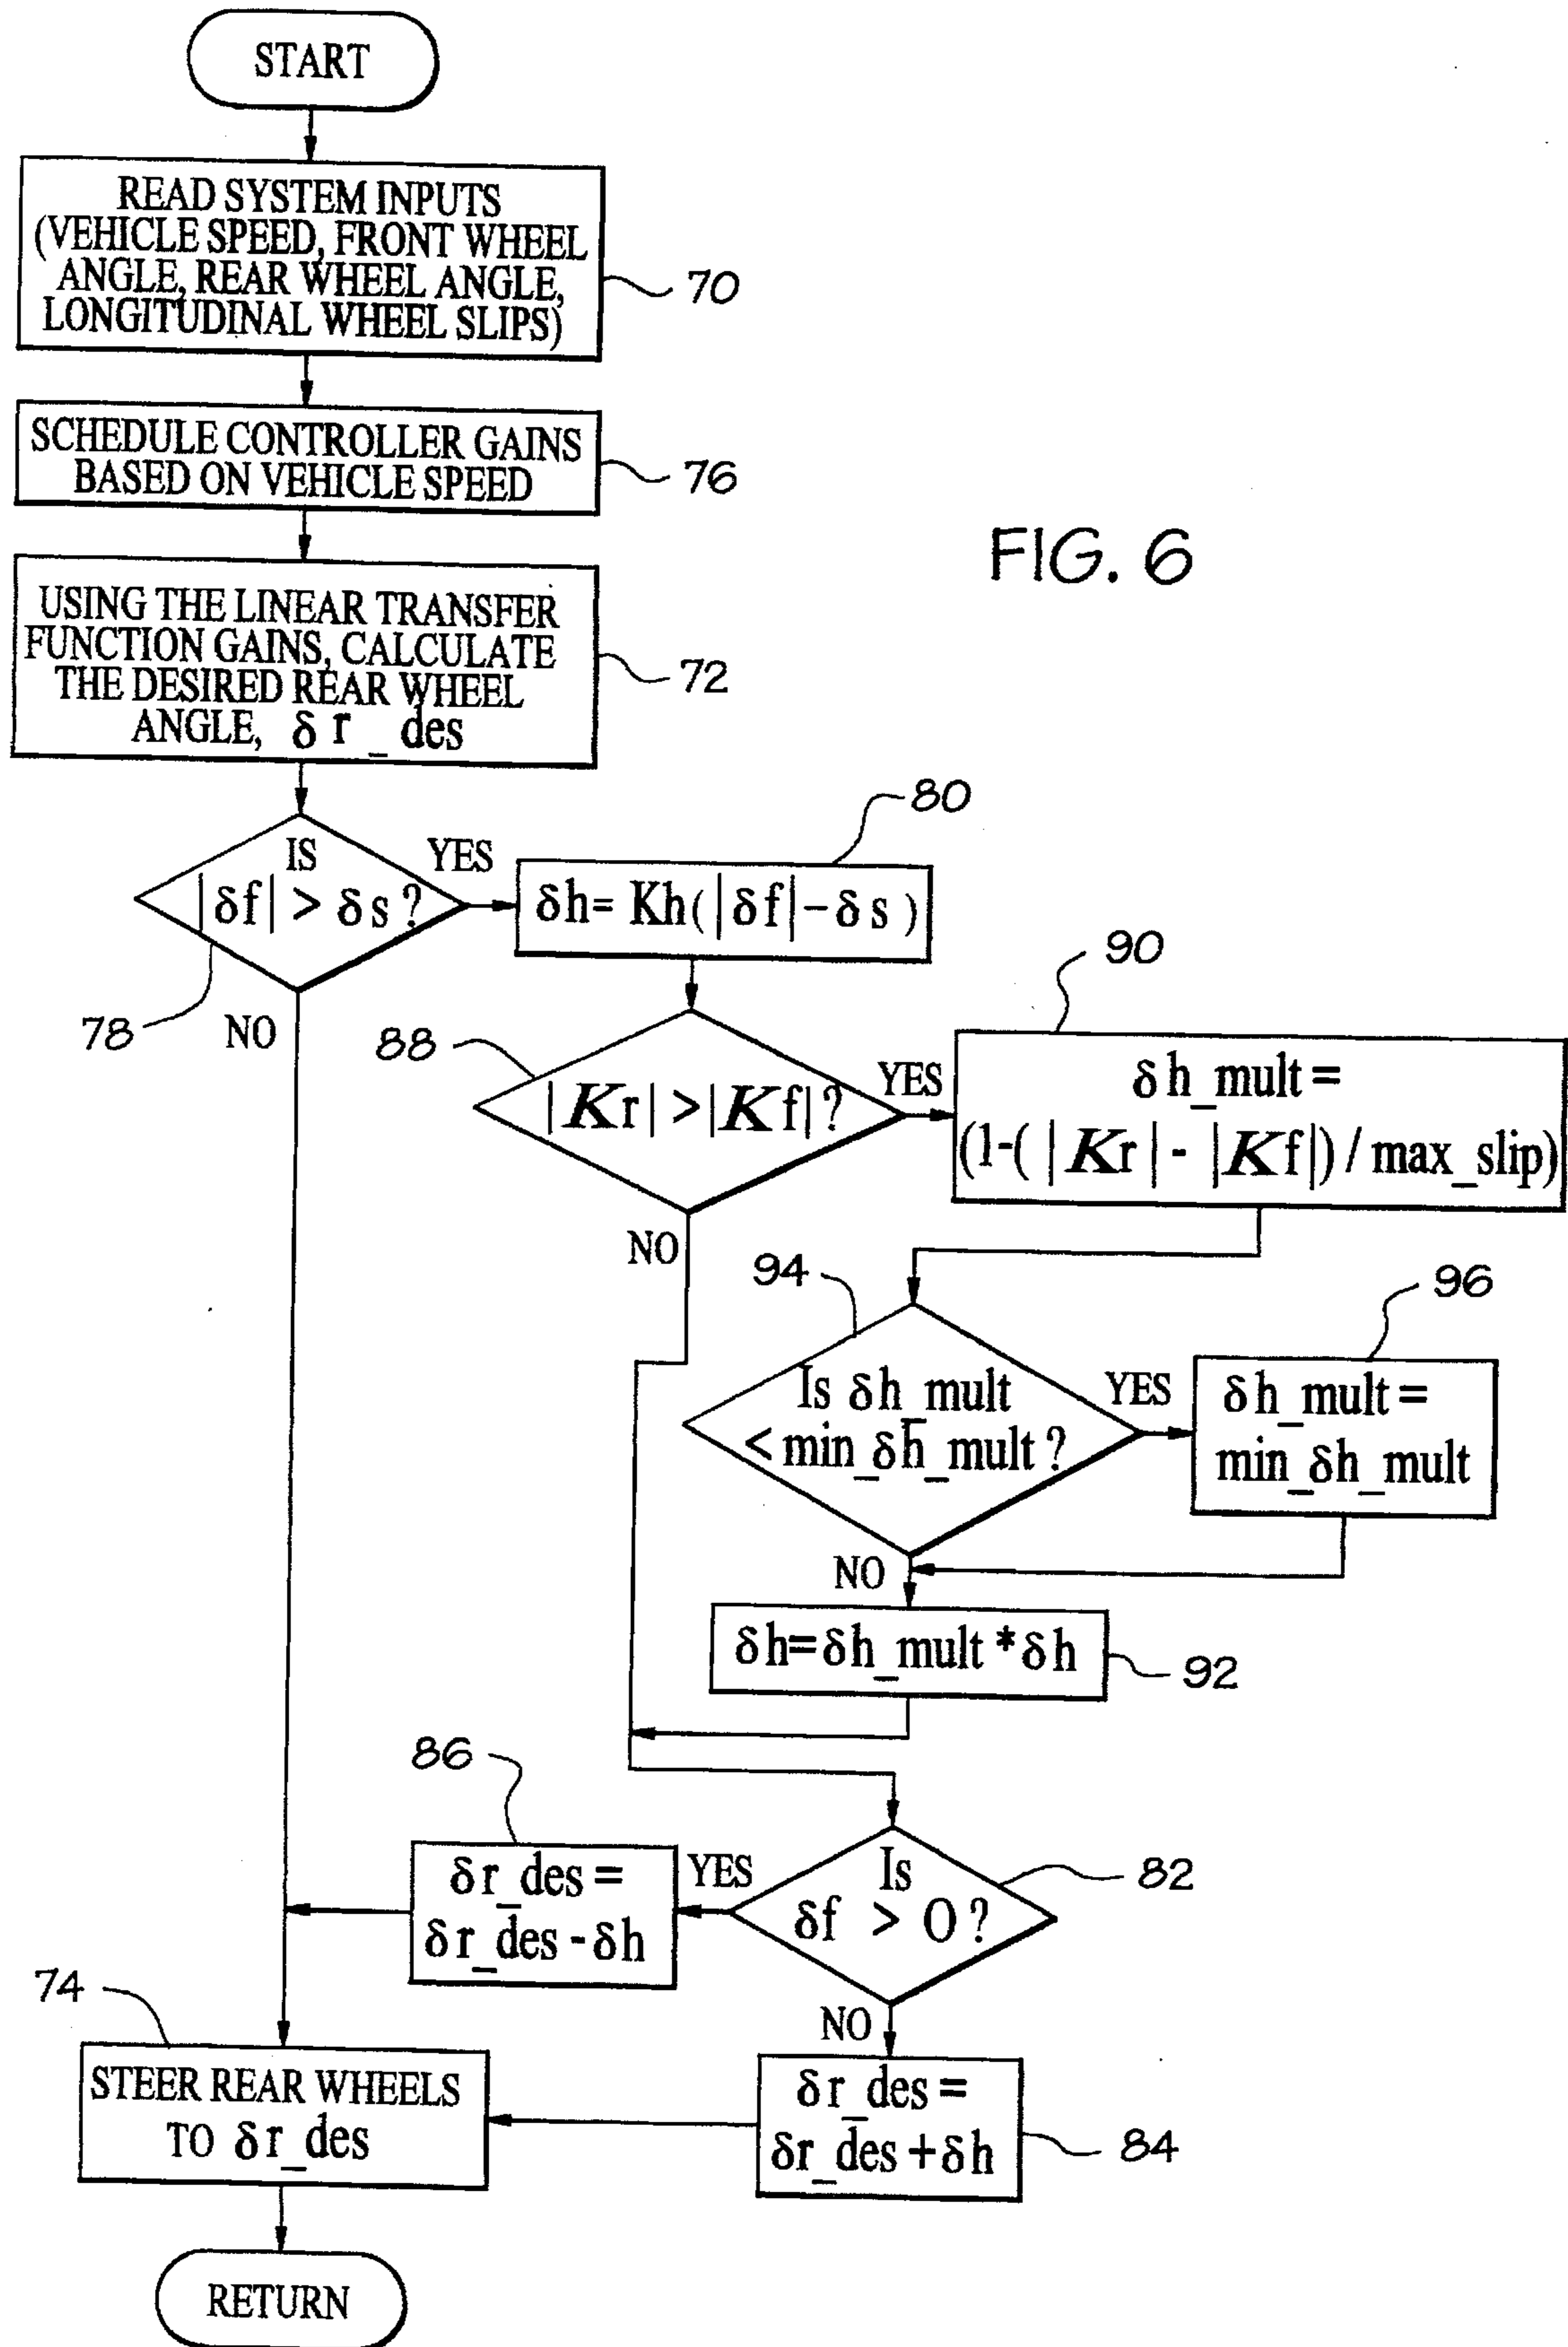 START
READ SYSTEM INPUTS
(VEHICLE SPEED, FRONT WHEEL
ANGLE, REAR WHEEL ANGLE,
LONGITUDINAL WHEEL SLIPS)
70
SCHEDULE CONTROLLER GAINS
BASED ON VEHICLE SPEED
76
FIG. 6
USING THE LINEAR TRANSFER
FUNCTION GAINS, CALCULATE
THE DESIRED REAR WHEEL
ANGLE, δr_des
72
IS
|δf| > δs?
78
YES
NO
80
δh= Kh(|δf|-δs)
88
|Kr|>|Kf|?
YES
NO
90
δh_mult=
(1-(|Kr|-|Kf|)/max_slip)
94
Is δh_mult
<min_δh_mult?
YES
NO
96
δh_mult=
min_δh_mult
δh=δh_mult*δh
92
86
δr_des=
δr_des-δh
YES
Is
δf > 0?
82
NO
74
STEER REAR WHEELS
TO δr_des
δr_des=
δr_des+δh
84
RETURN